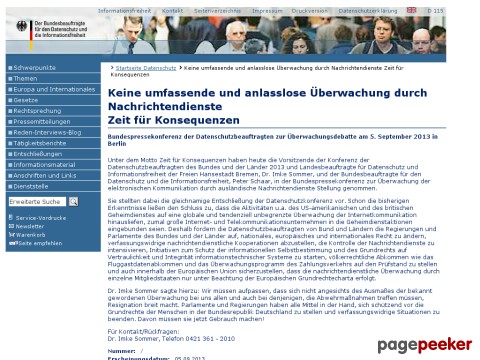 Der Bundesbeauftragte
für den Datenschutz und
die Informationsfreiheit
Informationsfreiheit Kontakt Seitenverzeichnis Impressum Druckversion Datenschutzerklärung D 115
Startseite Datenschutz > Keine umfassende und anlasslose Überwachung durch Nachrichtendienste Zeit für
Konsequenzen
Schwerpunkte
Themen
Europa und Internationales
Gesetze
Rechtsprechung
Pressemitteilungen
Reden-Interviews-Blog
Tätigkeitsberichte
Entschließungen
Informationsmaterial
Anschriften und Links
Dienststelle
Erweiterte Suche
Service-Vordrucke
Newsletter
Warenkorb
Seite empfehlen
Keine umfassende und anlasslose Überwachung durch
Nachrichtendienste
Zeit für Konsequenzen
Bundespressekonferenz der Datenschutzbeauftragten zur Überwachungsdebatte am 5. September 2013 in
Berlin
Unter dem Motto Zeit für Konsequenzen haben heute die Vorsitzende der Konferenz der
Datenschutzbeauftragten des Bundes und der Länder 2013 und Landesbeauftragte für Datenschutz und
Informationsfreiheit der Freien Hansestadt Bremen, Dr. Imke Sommer, und der Bundesbeauftragte für den
Datenschutz und die Informationsfreiheit, Peter Schaar, in der Bundespressekonferenz zur Überwachung der
elektronischen Kommunikation durch ausländische Nachrichtendienste Stellung genommen.
Sie stellten dabei die gleichnamige Entschließung der Datenschutzkonferenz vor. Schon die bisherigen
Erkenntnisse ließen den Schluss zu, dass die Aktivitäten u.a. des US-amerikanischen und des britischen
Geheimdienstes auf eine globale und tendenziell unbegrenzte Überwachung der Internetkommunikation
hinausliefen, zumal große Internet- und Telekommunikationsunternehmen in die Geheimdienstaktionen
eingebunden seien. Deshalb fordern die Datenschutzbeauftragten von Bund und Ländern die Regierungen und
Parlamente des Bundes und der Länder auf, nationales, europäisches und internationales Recht zu ändern,
verfassungswidrige nachrichtendienstliche Kooperationen abzustellen, die Kontrolle der Nachrichtendienste zu
intensivieren, Initiativen zum Schutz der informationellen Selbstbestimmung und des Grundrechts auf
Vertraulichkeit und Integrität informationstechnischer Systeme zu starten, völkerrechtliche Abkommen wie das
Fluggastdatenabkommen und das Überwachungsprogramm des Zahlungsverkehrs auf den Prüfstand zu stellen
und auch innerhalb der Europäischen Union sicherzustellen, dass die nachrichtendienstliche Überwachung durch
einzelne Mitgliedstaaten nur unter Beachtung der Europäischen Grundrechtscharta erfolgt.
Dr. Imke Sommer sagte hierzu: Wir müssen aufpassen, dass sich nicht angesichts des Ausmaßes der bekannt
gewordenen Überwachung bei uns allen und auch bei denjenigen, die Abwehrmaßnahmen treffen müssen,
Resignation breit macht. Parlamente und Regierungen haben alle Mittel in der Hand, sich schützend vor die
Grundrechte der Menschen in der Bundesrepublik Deutschland zu stellen und verfassungswidrige Situationen zu
beenden. Davon müssen sie jetzt Gebrauch machen!
Für Kontakt/Rückfragen:
Dr. Imke Sommer, Telefon 0421 361 - 2010
Nummer: /
Erscheinungsdatum: 05.09.2013
pagepeeker